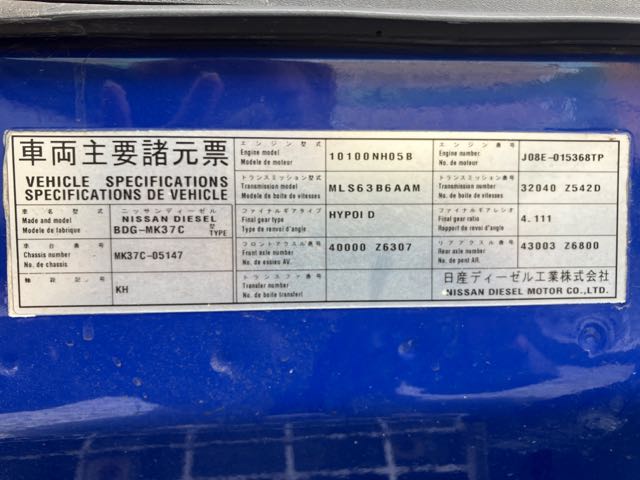 車両主要諸元票
VEHICLE SPECIFICATIONS
SPECIFICATIONS DE VEHICLE
車名型式
Made and model
Modele de fabrique
ニッサンディーゼル
NISSAN DIESEL
BDG-MK37C
型
TYPE
車台番号
Chassis number
No. de chassis
MK37C-05147
KH
エンジン型式
Engine model
Modele de moteur
10100NH05B
トランスミッション型式
Transmission model
Modele de boite de vitesses
MLS63B6AAM
ファイナルギアタイプ
Final gear type
Type de renvoi d'angle
HYPOID
フロントアクスル番号
Front axle number
No. de essieu AV.
40000 Z6307
トランスファ番号
Transfer number
No. de boite transferl
エンジン番号
Engine number.
No. de moteur
J08E-015368TP
トランスミッション番号
Transmission number
No. de boite de vitesses
32040 Z542D
ファイナルギアレシオ
Final gear ratio
Rapport de renvoi d'angle
4.111
リアアクスル番号
Rear axle number
No. de pent AR.
43003 Z6800
日産ディーゼル工業株式会社
NISSAN DIESEL MOTOR CO.,LTD.